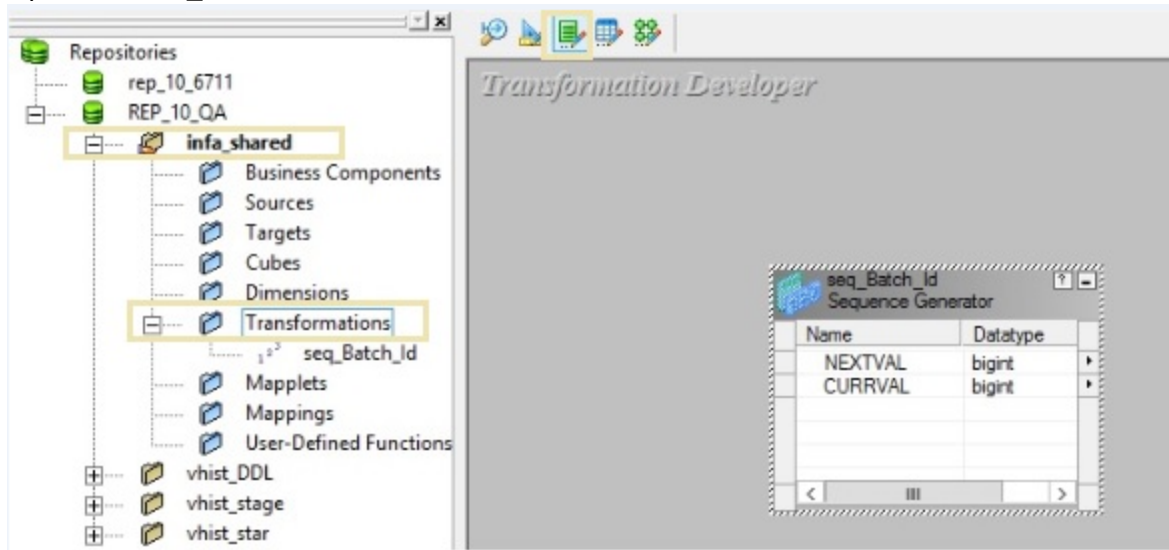 Repositories
rep_10_6711
REP_10_QA
infa_shared
Business Components
Sources
Targets
Cubes
Dimensions
Transformations
seq_Batch_Id
Mapplets
Mappings
User-Defined Functions
vhist_DDL
vhist_stage
vhist_star
Transformation Developer
seq_Batch_Id
Sequence Generator
Name Datatype
NEXTVAL bigint
CURRVAL bigint